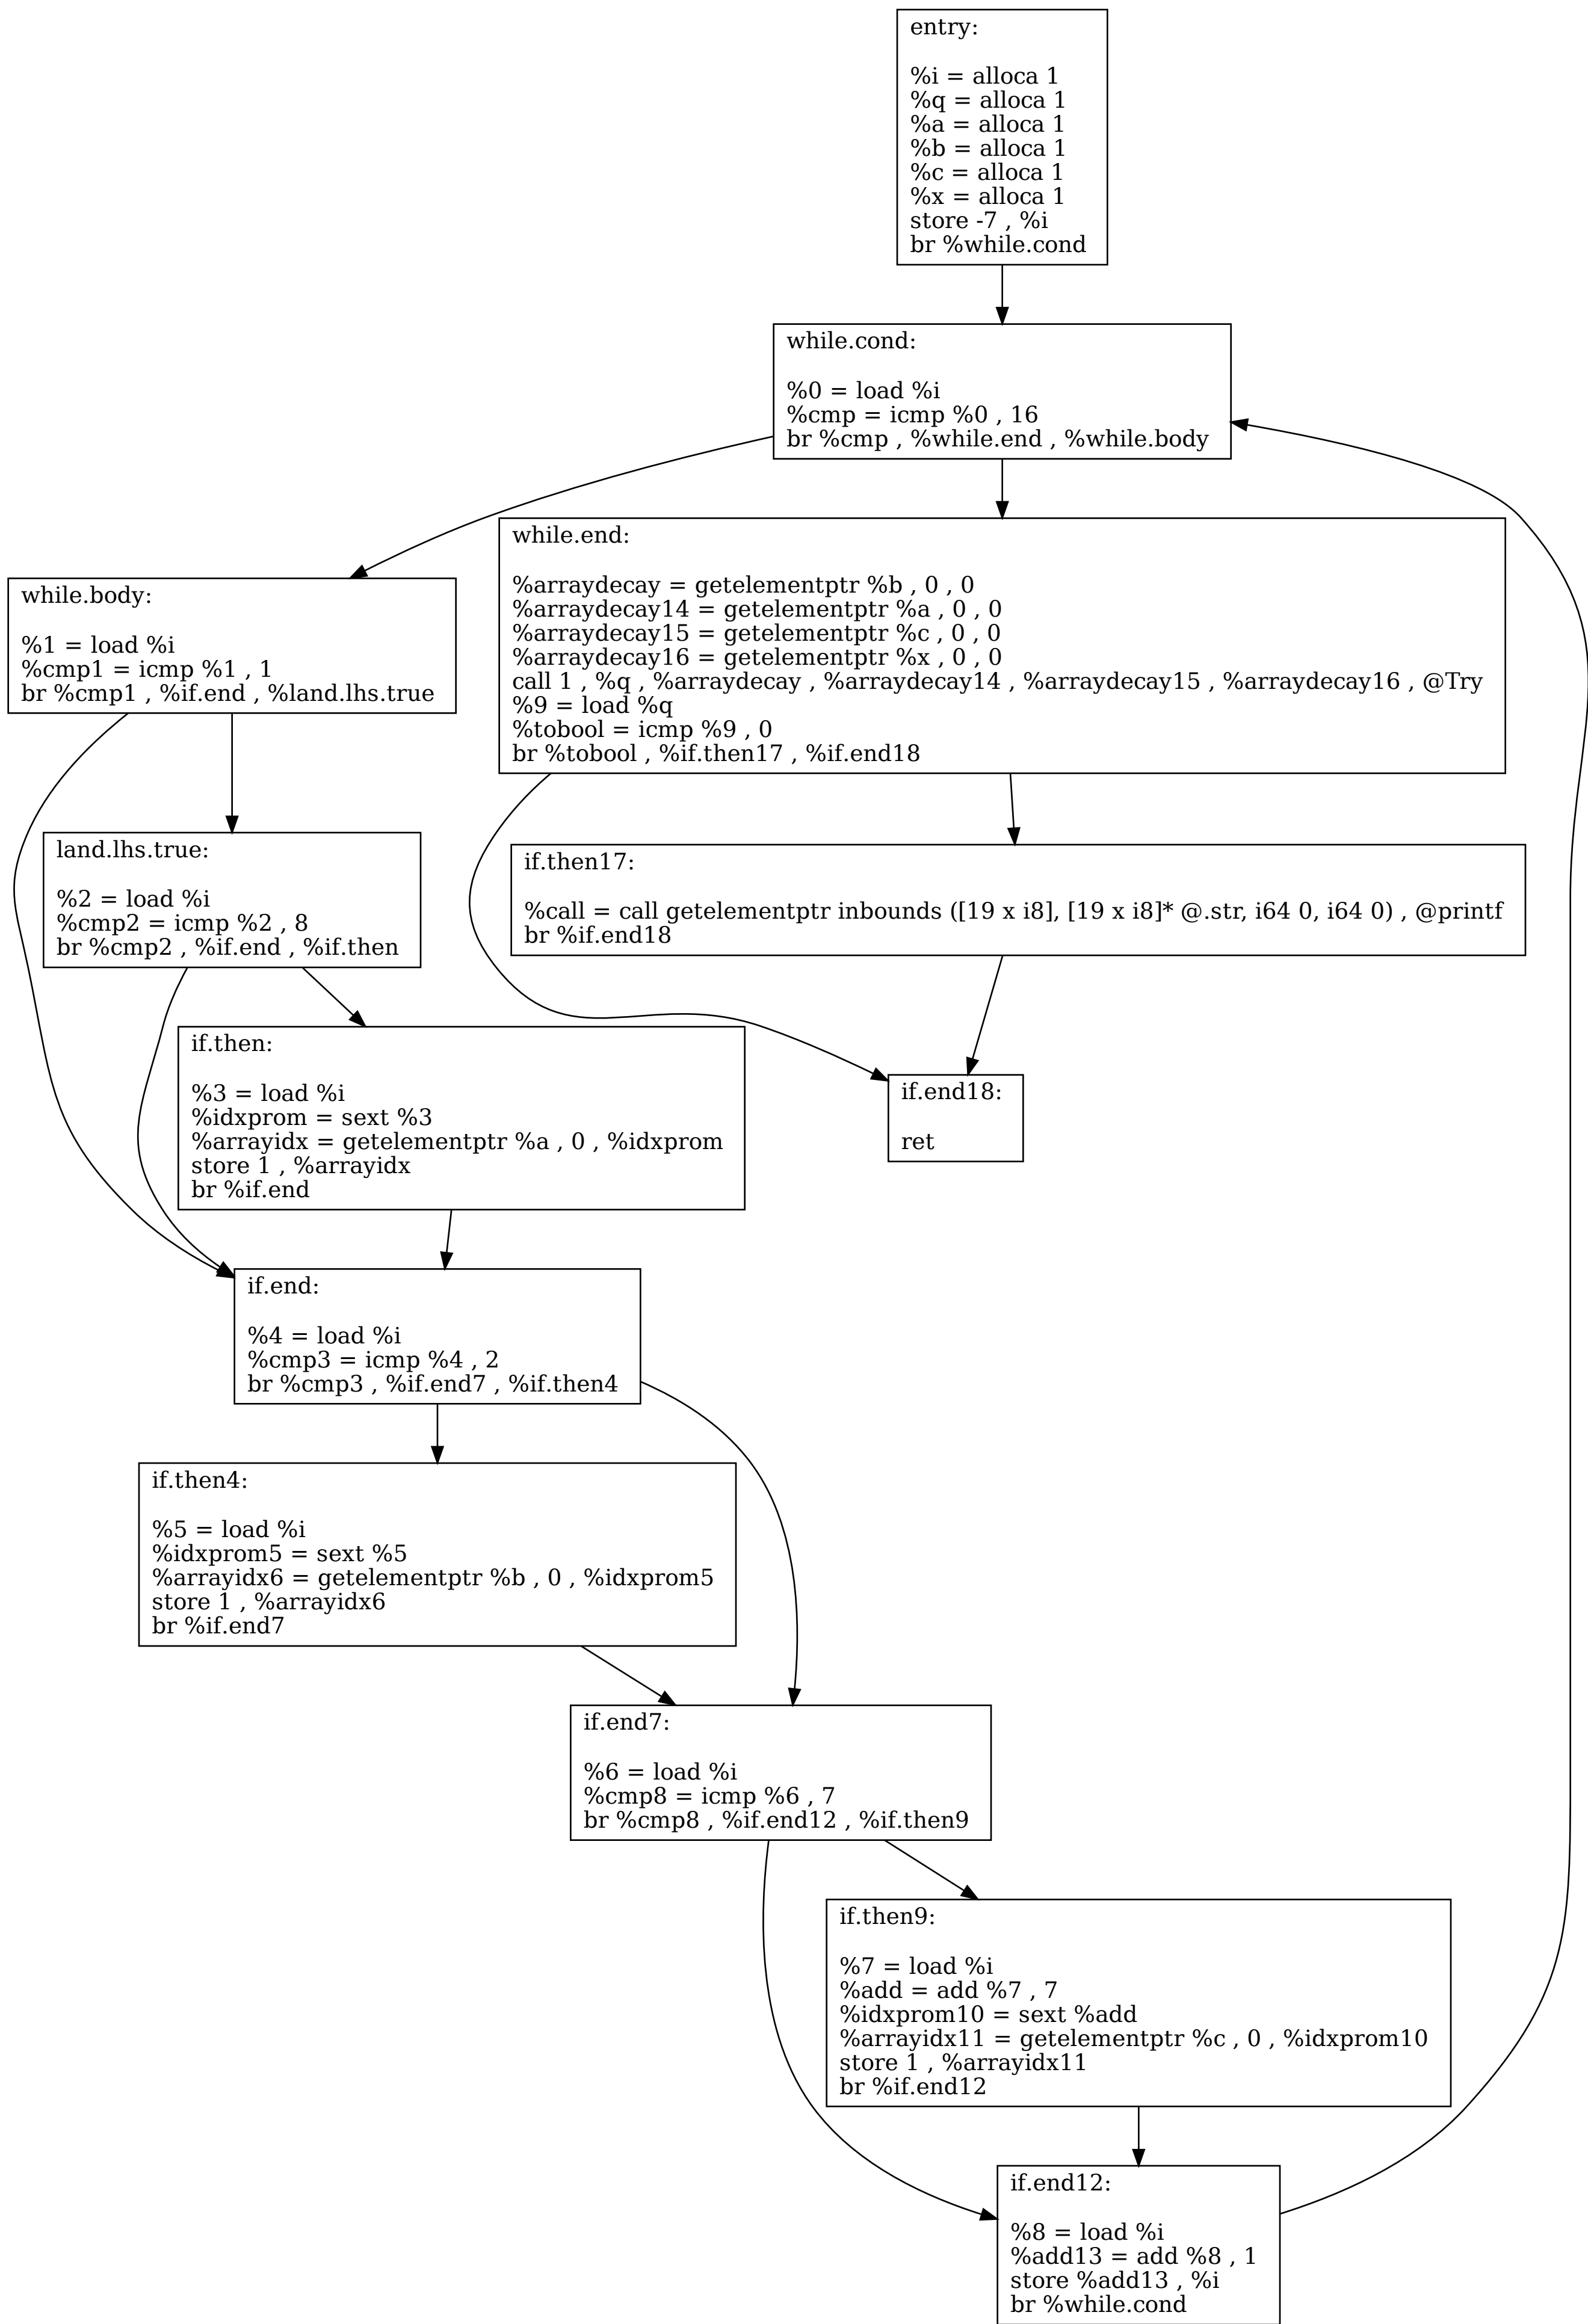 entry:
%i = alloca 1
%q = alloca 1
%a = alloca 1
%b = alloca 1
%c = alloca 1
%x = alloca 1
store -7 , %i
br %while.cond
while.cond:
%0 = load %i
%cmp = icmp %0 , 16
br %cmp , %while.end , %while.body
while.end:
%arraydecay = getelementptr %b , 0 , 0
%arraydecay14 = getelementptr %a , 0 , 0
%arraydecay15 = getelementptr %c , 0 , 0
%arraydecay16 = getelementptr %x , 0 , 0
call 1 , %q , %arraydecay , %arraydecay14 , %arraydecay15 , %arraydecay16 , @Try
%9 = load %q
%tobool = icmp %9 , 0
br %tobool , %if.then17 , %if.end18
while.body:
%1 = load %i
%cmp1 = icmp %1 , 1
br %cmp1 , %if.end , %land.lhs.true
land.lhs.true:
%2 = load %i
%cmp2 = icmp %2 , 8
br %cmp2 , %if.end , %if.then
if.then17:
%call = call getelementptr inbounds ([19 x i8], [19 x i8]* @.str, i64 0, i64 0) , @printf
br %if.end18
if.then:
%3 = load %i
%idxprom = sext %3
%arrayidx = getelementptr %a , 0 , %idxprom
store 1 , %arrayidx
br %if.end
if.end18:
ret
if.end:
%4 = load %i
%cmp3 = icmp %4 , 2
br %cmp3 , %if.end7 , %if.then4
if.then4:
%5 = load %i
%idxprom5 = sext %5
%arrayidx6 = getelementptr %b , 0 , %idxprom5
store 1 , %arrayidx6
br %if.end7
if.end7:
%6 = load %i
%cmp8 = icmp %6 , 7
br %cmp8 , %if.end12 , %if.then9
if.then9:
%7 = load %i
%add = add %7 , 7
%idxprom10 = sext %add
%arrayidx11 = getelementptr %c , 0 , %idxprom10
store 1 , %arrayidx11
br %if.end12
if.end12:
%8 = load %i
%add13 = add %8 , 1
store %add13 , %i
br %while.cond